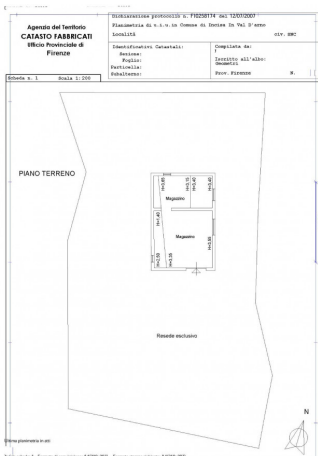 Agenzia del Territorio
CATASTO FABBRICATI
Ufficio Provinciale di
Firenze
Dichiarazione protocollo n. FI0258174 del 12/07/2007
Planimetria di u.i.u. in Comune di Incisa In Val D'arno
Località
civ. SNC
Identificativi Catastali:
Sezione:
Foglio:
Particella:
Subalterno:
Compilata da:
Iscritto all'albo:
Geometri
Prov. Firenze
N.
Scheda n. 1
Scala 1:200
PIANO TERRENO
Magazzino
Magazzino
Resede esclusivo
N
Ultima planimetria in atti